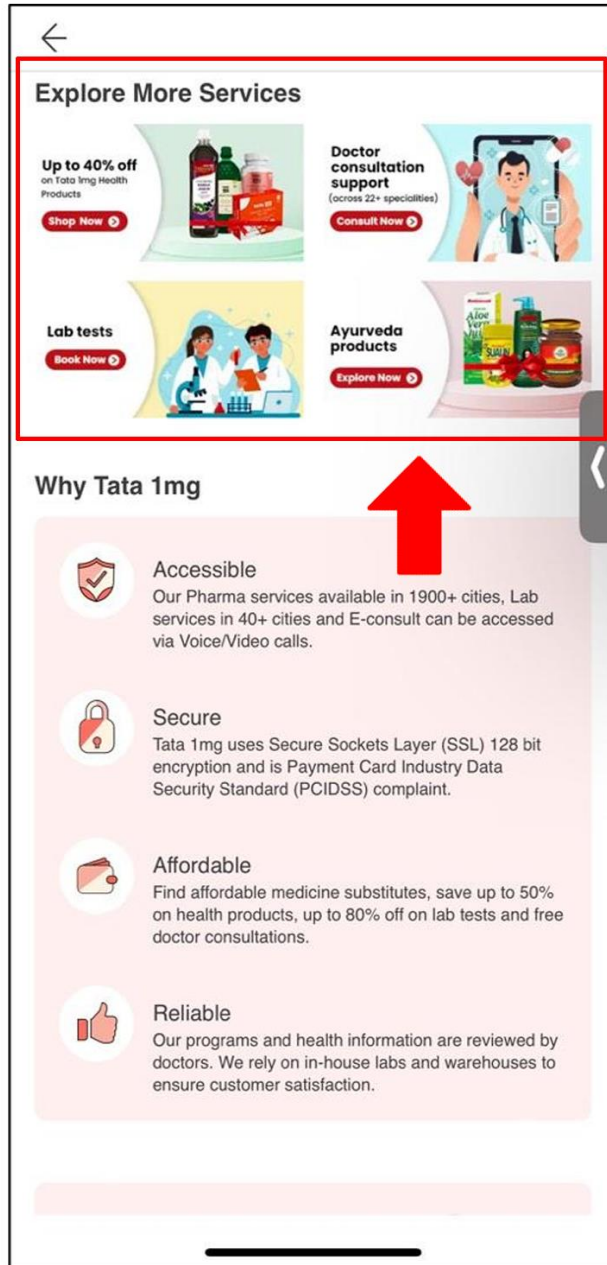 Explore More Services
Up to 40% off
on Tata 1mg Health
Products
Shop Now
Doctor
consultation
support
(across 22+ specialities)
Consult Now
Lab tests
Book Now
Ayurveda
products
Explore Now
Aloe
Vera
Why Tata 1mg
Accessible
Our Pharma services available in 1900+ cities, Lab
services in 40+ cities and E-consult can be accessed
via Voice/Video calls.
Secure
Tata 1mg uses Secure Sockets Layer (SSL) 128 bit
encryption and is Payment Card Industry Data
Security Standard (PCIDSS) complaint.
Affordable
Find affordable medicine substitutes, save up to 50%
on health products, up to 80% off on lab tests and free
doctor consultations.
Reliable
Our programs and health information are reviewed by
doctors. We rely on in-house labs and warehouses to
ensure customer satisfaction.